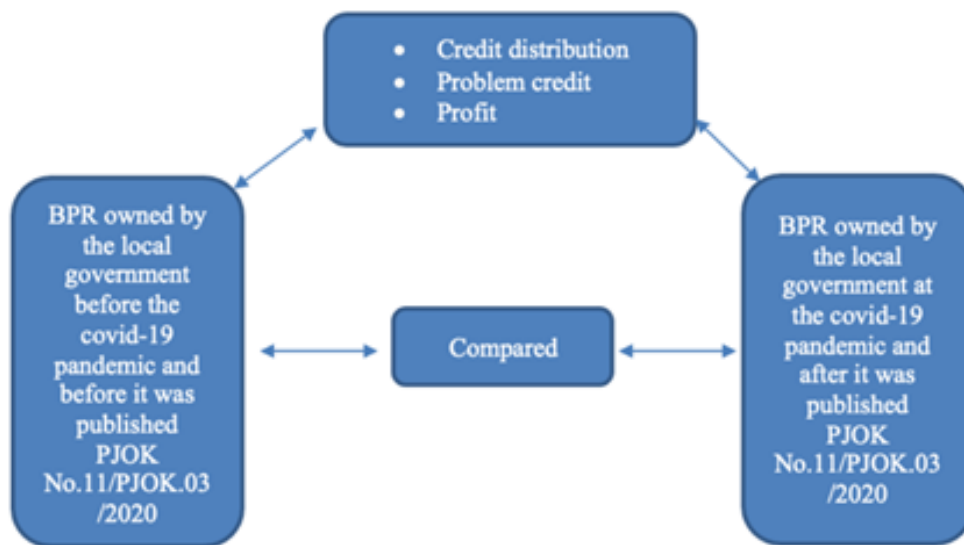 • Credit distribution
• Problem credit
• Profit
BPR owned by
the local
government
before the
covid-19
pandemic and
before it was
published
PJOK
No.11/PJOK.03
/2020
Compared
BPR owned by
the local
government at
the covid-19
pandemic and
after it was
published
PJOK
No.11/PJOK.03
/2020